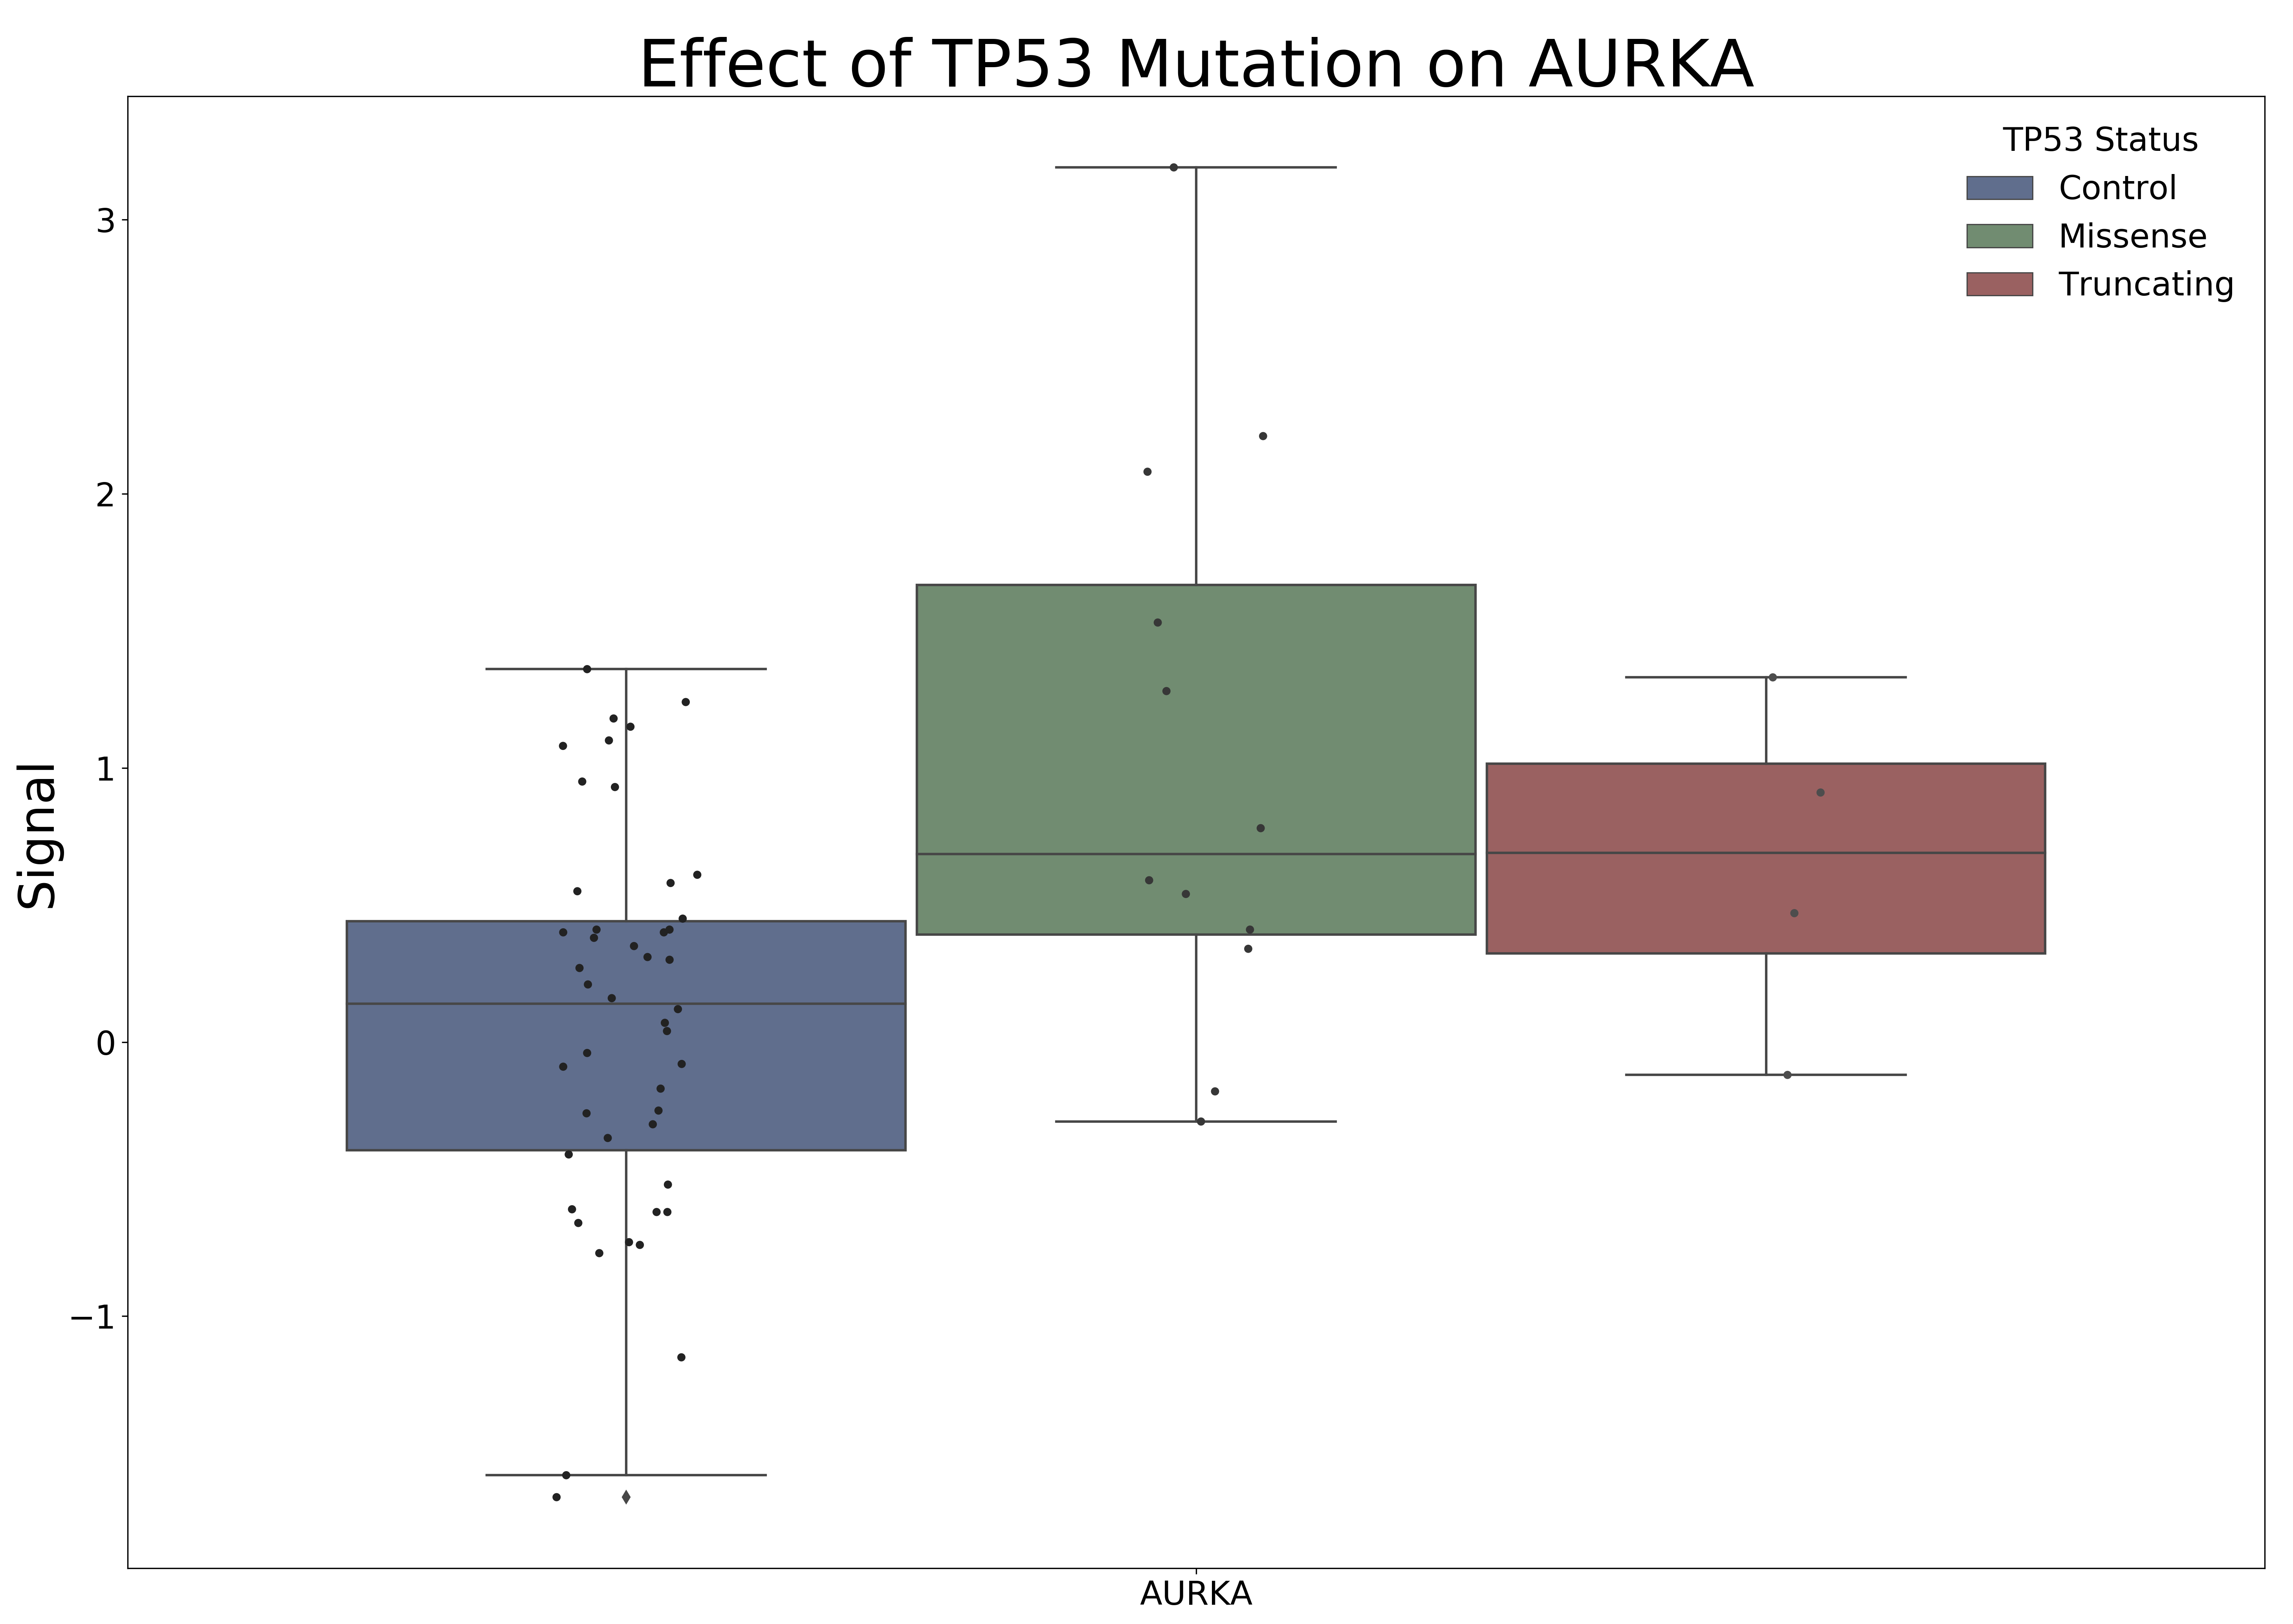 Effect of TP53 Mutation on AURKA
TP53 Status
Control
Missense
Truncating
Signal
3
2
1
0
−1
AURKA